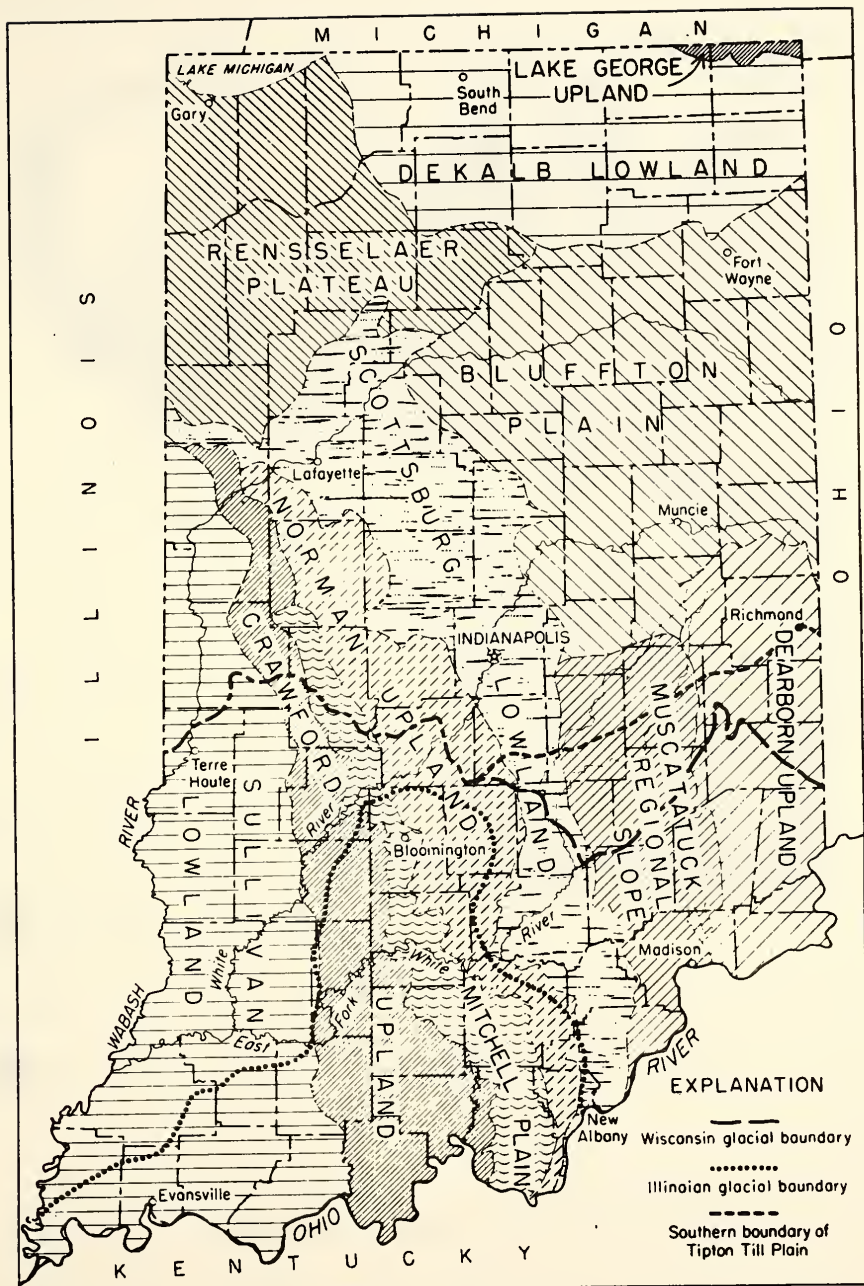 MICHIGAN
LAKE MICHIGAN
Gary
South Bend
LAKE GEORGE UPLAND
DEKALB LOWLAND
RENSSELAER PLATEAU
Fort Wayne
ILLINOIS
OHIO
SCOTTSBURG LOWLAND
BLUFFTON PLAIN
Lafayette
NORMAN UPLAND
Muncie
CRAWFORD UPLAND
INDIANAPOLIS
Richmond
DEARBORN UPLAND
MUSCATATUCK REGIONAL SLOPE
Terre Haute
SULLIVAN LOWLAND
WABASH RIVER
River
Bloomington
White
River
East Fork White
Madison
MITCHELL PLAIN
OHIO RIVER
New Albany
Evansville
KENTUCKY
EXPLANATION
Wisconsin glacial boundary
Illinoian glacial boundary
Southern boundary of
Tipton Till Plain